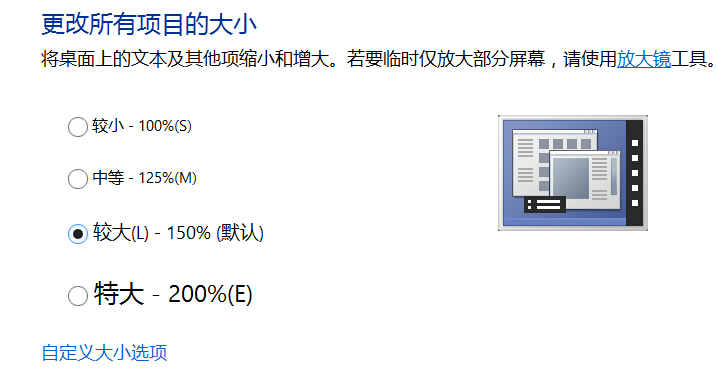 更改所有项目的大小
将桌面上的文本及其他项缩小和增大。若要临时仅放大部分屏幕，请使用放大镜工具。
较小 - 100%(S)
中等 - 125%(M)
较大(L) - 150% (默认)
特大 - 200%(E)
自定义大小选项